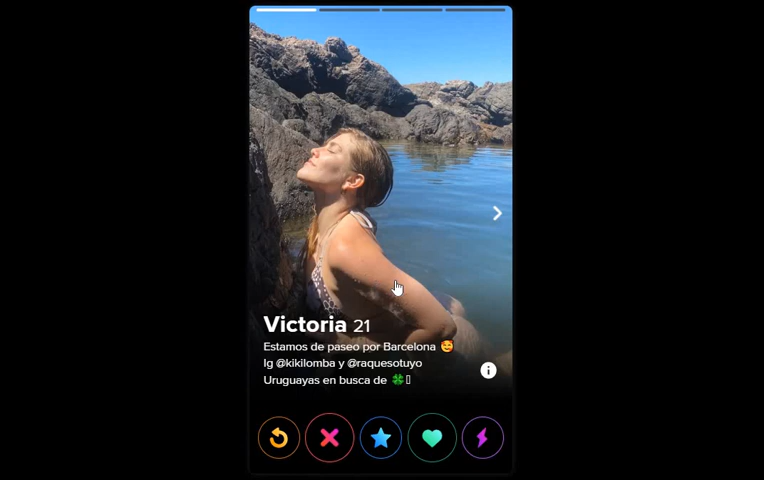 Victoria 21
Estamos de paseo por Barcelona 🥰
Ig @kikilomba y @raquesotuyo
Uruguayas en busca de 🍀▯